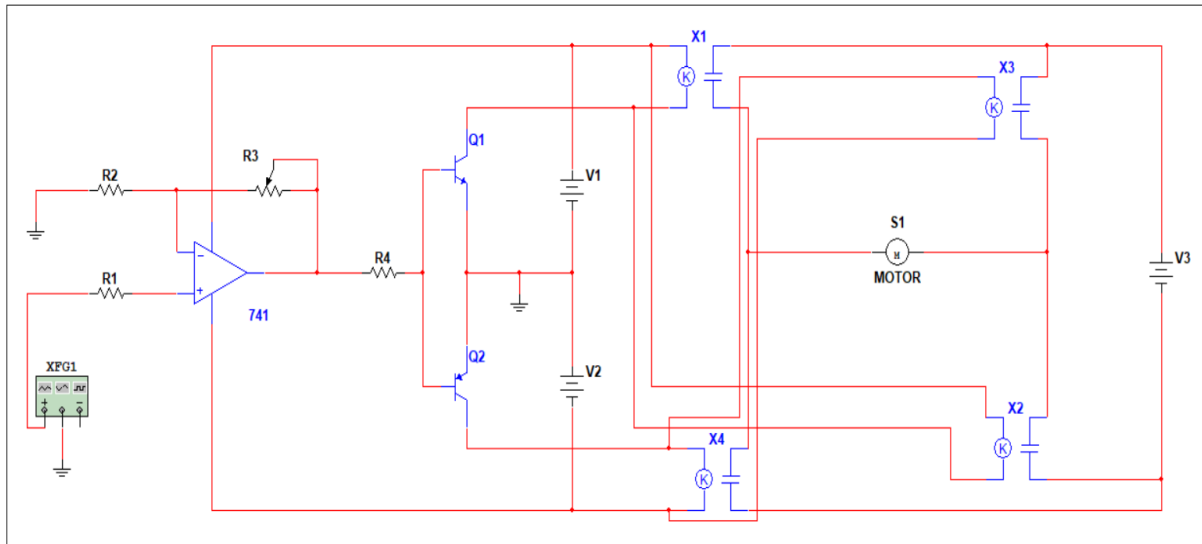 X1
K
X3
K
Q1
R3
R2
V1
S1
M
MOTOR
V3
R4
R1
741
XFG1
Q2
V2
X2
K
X4
K